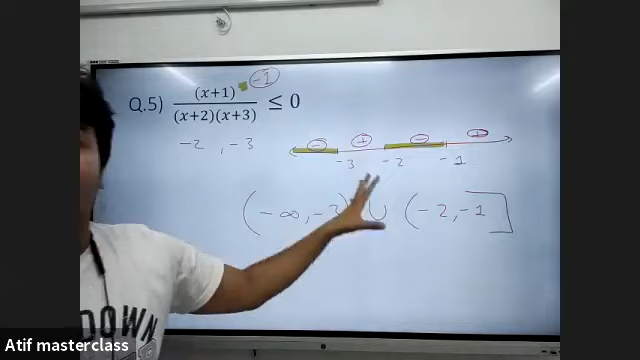 -1
Q.5) (x+1) / (x+2)(x+3) ≤ 0
-2 , -3
- + - +
-3 -2 -1
(-∞, -3) ∪ (-2, -1]
DOWN
Atif masterclass